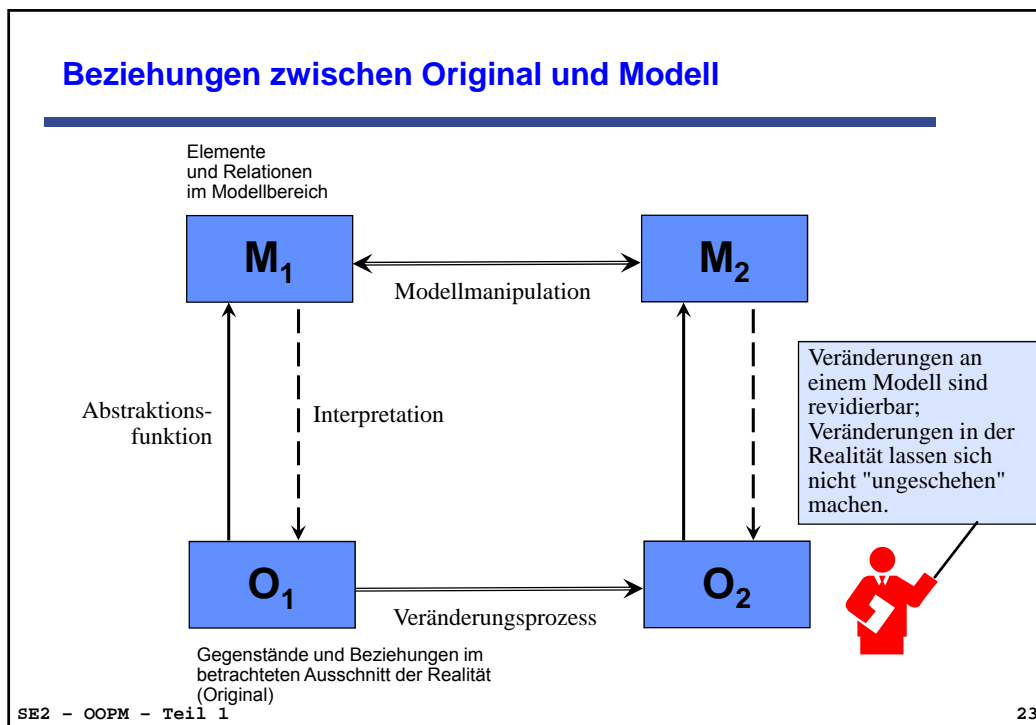 Beziehungen zwischen Original und Modell
Elemente
und Relationen
im Modellbereich
M₁
M₂
Modellmanipulation
Abstraktions-
funktion
Interpretation
Veränderungen an
einem Modell sind
revidierbar;
Veränderungen in der
Realität lassen sich
nicht "ungeschehen"
machen.
O₁
O₂
Veränderungsprozess
Gegenstände und Beziehungen im
betrachteten Ausschnitt der Realität
(Original)
SE2 - OOPM - Teil 1
23